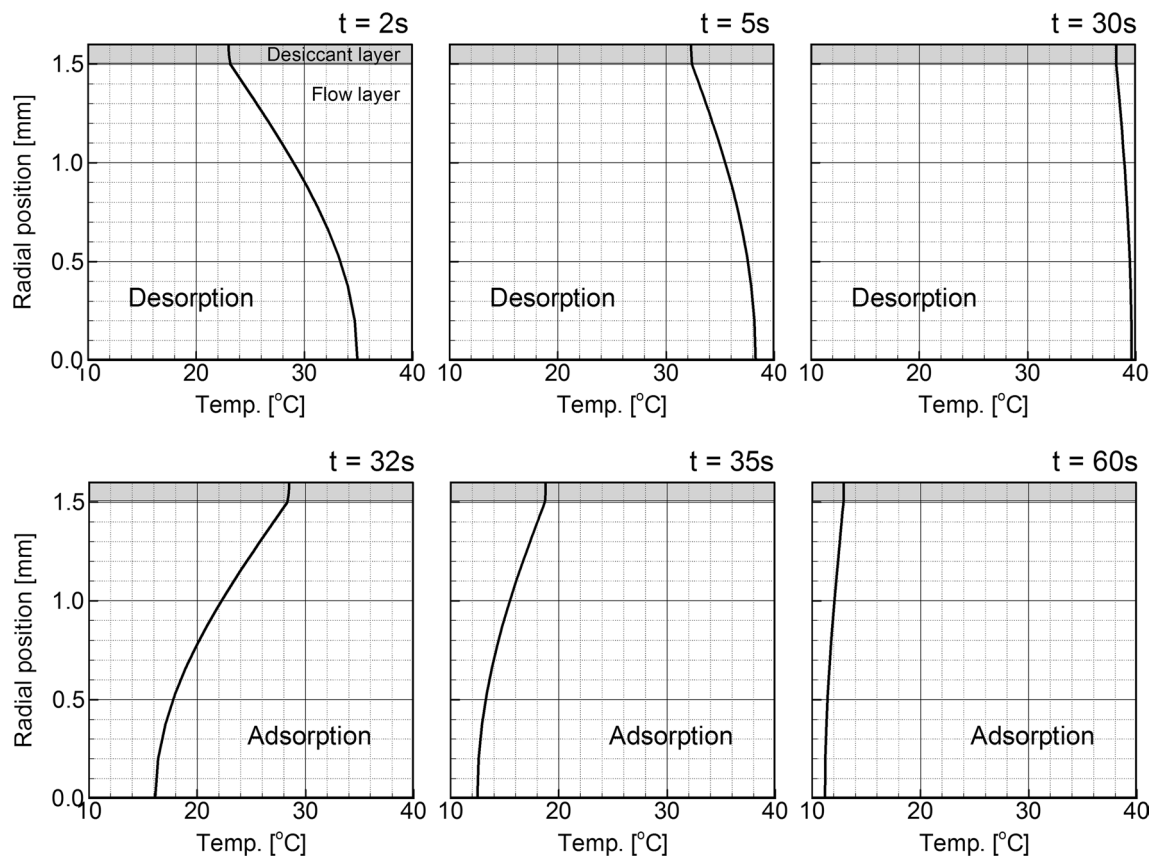 t = 2s
Desiccant layer
Flow layer
Desorption
1.5
1.0
0.5
0.0
Radial position [mm]
10 20 30 40
Temp. [°C]
t = 5s
Desorption
10 20 30 40
Temp. [°C]
t = 30s
Desorption
10 20 30 40
Temp. [°C]
t = 32s
Adsorption
1.5
1.0
0.5
0.0
Radial position [mm]
10 20 30 40
Temp. [°C]
t = 35s
Adsorption
10 20 30 40
Temp. [°C]
t = 60s
Adsorption
10 20 30 40
Temp. [°C]